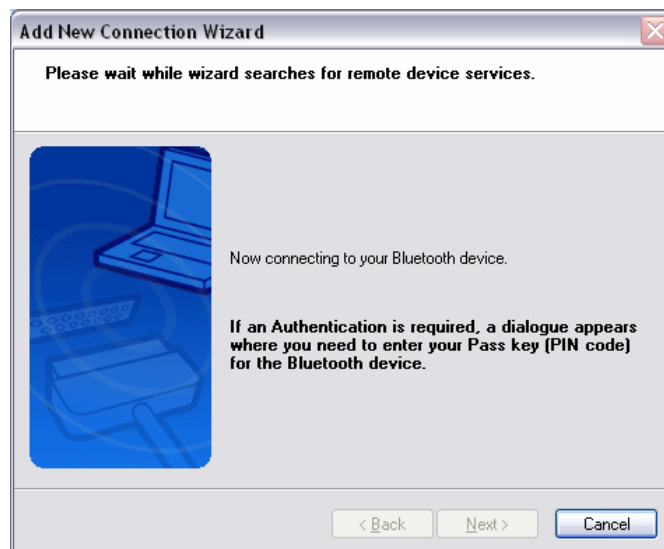 Add New Connection Wizard
Please wait while wizard searches for remote device services.
Now connecting to your Bluetooth device.
If an Authentication is required, a dialogue appears
where you need to enter your Pass key (PIN code)
for the Bluetooth device.
< Back Next > Cancel